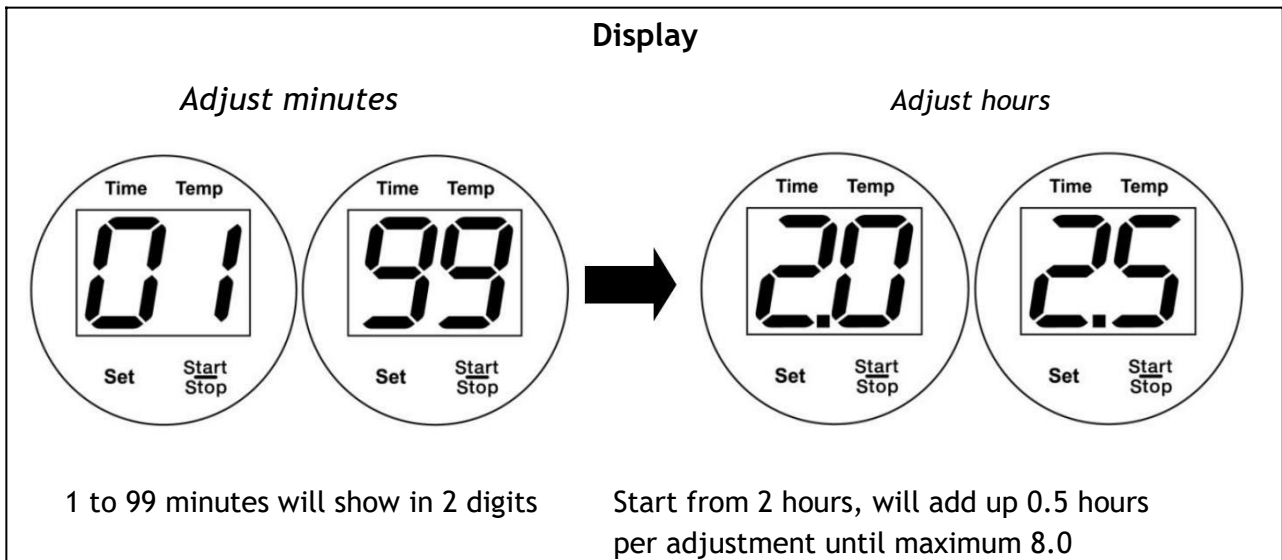 Display
Adjust minutes
Adjust hours
Time Temp
01
Set Start
Stop
Time Temp
99
Set Start
Stop
Time Temp
2.0
Set Start
Stop
Time Temp
2.5
Set Start
Stop
1 to 99 minutes will show in 2 digits
Start from 2 hours, will add up 0.5 hours
per adjustment until maximum 8.0